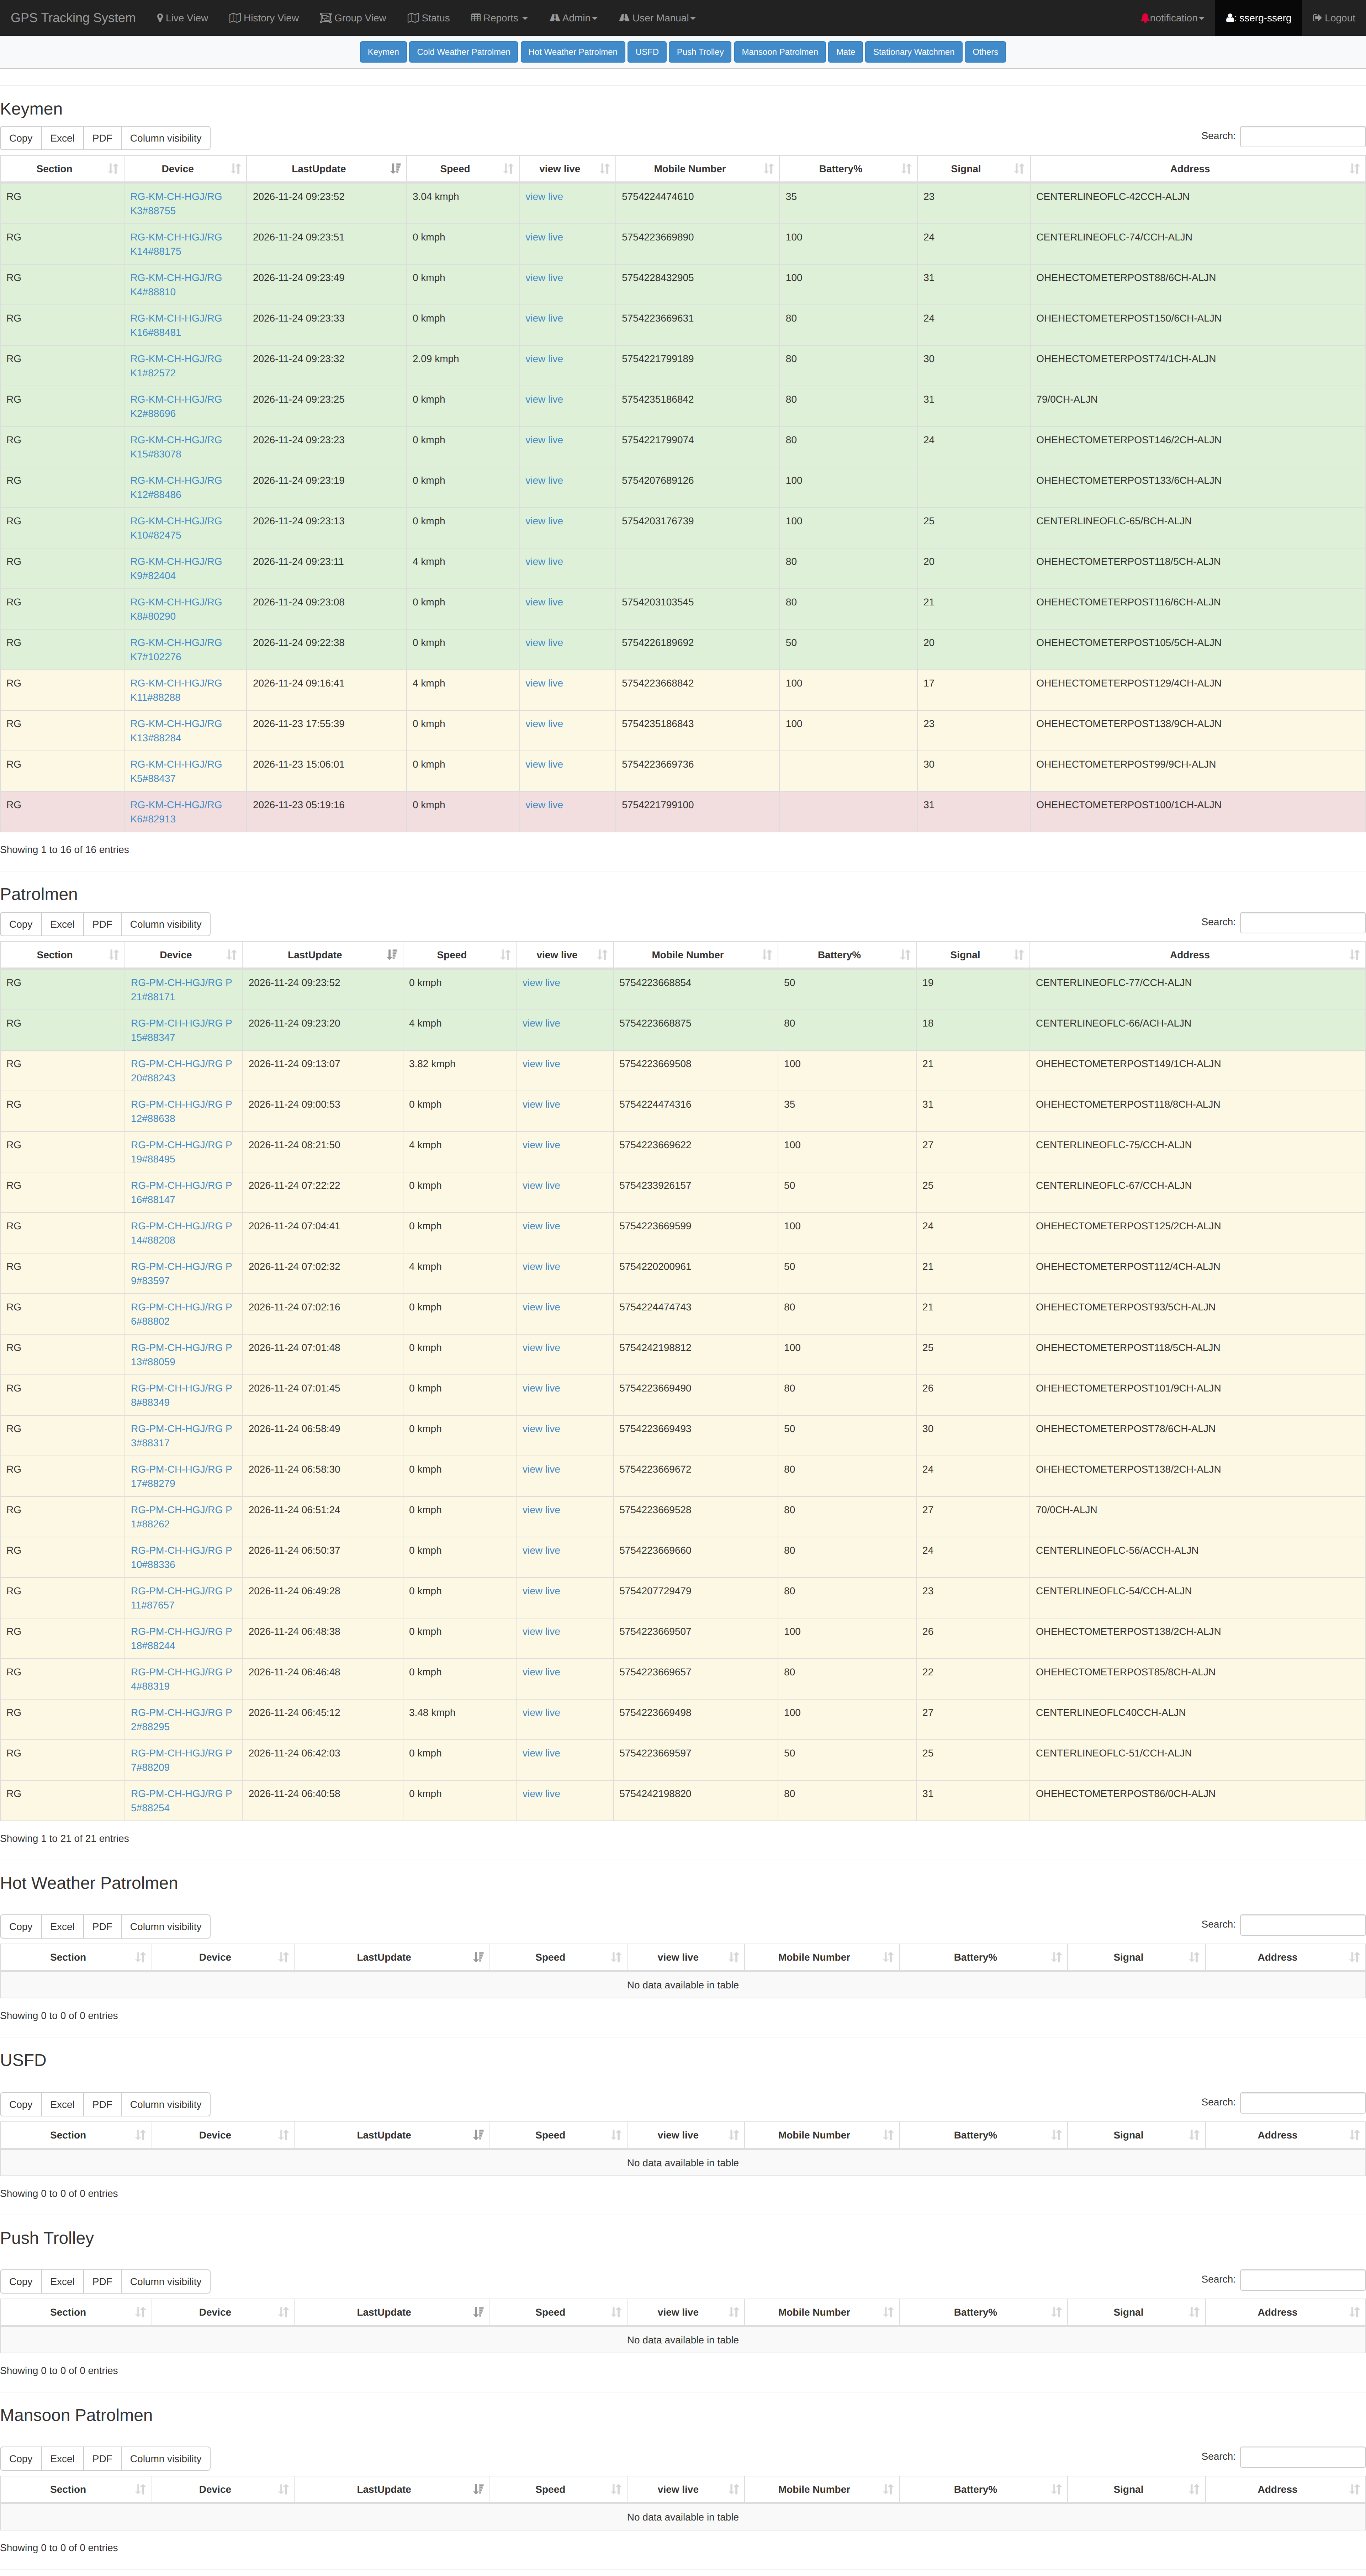 GPS Tracking System Live View History View Group View Status Reports Admin User Manual notification : sserg-sserg Logout
Keymen Cold Weather Patrolmen Hot Weather Patrolmen USFD Push Trolley Mansoon Patrolmen Mate Stationary Watchmen Others
Keymen
Copy Excel PDF Column visibility Search:
Section Device LastUpdate Speed view live Mobile Number Battery% Signal Address
RG RG-KM-CH-HGJ/RG 2026-11-24 09:23:52 3.04 kmph view live 5754224474610 35 23 CENTERLINEOFLC-42CCH-ALJN
K3#88755
RG RG-KM-CH-HGJ/RG 2026-11-24 09:23:51 0 kmph view live 5754223669890 100 24 CENTERLINEOFLC-74/CCH-ALJN
K14#88175
RG RG-KM-CH-HGJ/RG 2026-11-24 09:23:49 0 kmph view live 5754228432905 100 31 OHEHECTOMETERPOST88/6CH-ALJN
K4#88810
RG RG-KM-CH-HGJ/RG 2026-11-24 09:23:33 0 kmph view live 5754223669631 80 24 OHEHECTOMETERPOST150/6CH-ALJN
K16#88481
RG RG-KM-CH-HGJ/RG 2026-11-24 09:23:32 2.09 kmph view live 5754221799189 80 30 OHEHECTOMETERPOST74/1CH-ALJN
K1#82572
RG RG-KM-CH-HGJ/RG 2026-11-24 09:23:25 0 kmph view live 5754235186842 80 31 79/0CH-ALJN
K2#88696
RG RG-KM-CH-HGJ/RG 2026-11-24 09:23:23 0 kmph view live 5754221799074 80 24 OHEHECTOMETERPOST146/2CH-ALJN
K15#83078
RG RG-KM-CH-HGJ/RG 2026-11-24 09:23:19 0 kmph view live 5754207689126 100 OHEHECTOMETERPOST133/6CH-ALJN
K12#88486
RG RG-KM-CH-HGJ/RG 2026-11-24 09:23:13 0 kmph view live 5754203176739 100 25 CENTERLINEOFLC-65/BCH-ALJN
K10#82475
RG RG-KM-CH-HGJ/RG 2026-11-24 09:23:11 4 kmph view live 80 20 OHEHECTOMETERPOST118/5CH-ALJN
K9#82404
RG RG-KM-CH-HGJ/RG 2026-11-24 09:23:08 0 kmph view live 5754203103545 80 21 OHEHECTOMETERPOST116/6CH-ALJN
K8#80290
RG RG-KM-CH-HGJ/RG 2026-11-24 09:22:38 0 kmph view live 5754226189692 50 20 OHEHECTOMETERPOST105/5CH-ALJN
K7#102276
RG RG-KM-CH-HGJ/RG 2026-11-24 09:16:41 4 kmph view live 5754223668842 100 17 OHEHECTOMETERPOST129/4CH-ALJN
K11#88288
RG RG-KM-CH-HGJ/RG 2026-11-23 17:55:39 0 kmph view live 5754235186843 100 23 OHEHECTOMETERPOST138/9CH-ALJN
K13#88284
RG RG-KM-CH-HGJ/RG 2026-11-23 15:06:01 0 kmph view live 5754223669736 30 OHEHECTOMETERPOST99/9CH-ALJN
K5#88437
RG RG-KM-CH-HGJ/RG 2026-11-23 05:19:16 0 kmph view live 5754221799100 31 OHEHECTOMETERPOST100/1CH-ALJN
K6#82913
Showing 1 to 16 of 16 entries
Patrolmen
Copy Excel PDF Column visibility Search:
Section Device LastUpdate Speed view live Mobile Number Battery% Signal Address
RG RG-PM-CH-HGJ/RG P 2026-11-24 09:23:52 0 kmph view live 5754223668854 50 19 CENTERLINEOFLC-77/CCH-ALJN
21#88171
RG RG-PM-CH-HGJ/RG P 2026-11-24 09:23:20 4 kmph view live 5754223668875 80 18 CENTERLINEOFLC-66/ACH-ALJN
15#88347
RG RG-PM-CH-HGJ/RG P 2026-11-24 09:13:07 3.82 kmph view live 5754223669508 100 21 OHEHECTOMETERPOST149/1CH-ALJN
20#88243
RG RG-PM-CH-HGJ/RG P 2026-11-24 09:00:53 0 kmph view live 5754224474316 35 31 OHEHECTOMETERPOST118/8CH-ALJN
12#88638
RG RG-PM-CH-HGJ/RG P 2026-11-24 08:21:50 4 kmph view live 5754223669622 100 27 CENTERLINEOFLC-75/CCH-ALJN
19#88495
RG RG-PM-CH-HGJ/RG P 2026-11-24 07:22:22 0 kmph view live 5754233926157 50 25 CENTERLINEOFLC-67/CCH-ALJN
16#88147
RG RG-PM-CH-HGJ/RG P 2026-11-24 07:04:41 0 kmph view live 5754223669599 100 24 OHEHECTOMETERPOST125/2CH-ALJN
14#88208
RG RG-PM-CH-HGJ/RG P 2026-11-24 07:02:32 4 kmph view live 5754220200961 50 21 OHEHECTOMETERPOST112/4CH-ALJN
9#83597
RG RG-PM-CH-HGJ/RG P 2026-11-24 07:02:16 0 kmph view live 5754224474743 80 21 OHEHECTOMETERPOST93/5CH-ALJN
6#88802
RG RG-PM-CH-HGJ/RG P 2026-11-24 07:01:48 0 kmph view live 5754242198812 100 25 OHEHECTOMETERPOST118/5CH-ALJN
13#88059
RG RG-PM-CH-HGJ/RG P 2026-11-24 07:01:45 0 kmph view live 5754223669490 80 26 OHEHECTOMETERPOST101/9CH-ALJN
8#88349
RG RG-PM-CH-HGJ/RG P 2026-11-24 06:58:49 0 kmph view live 5754223669493 50 30 OHEHECTOMETERPOST78/6CH-ALJN
3#88317
RG RG-PM-CH-HGJ/RG P 2026-11-24 06:58:30 0 kmph view live 5754223669672 80 24 OHEHECTOMETERPOST138/2CH-ALJN
17#88279
RG RG-PM-CH-HGJ/RG P 2026-11-24 06:51:24 0 kmph view live 5754223669528 80 27 70/0CH-ALJN
1#88262
RG RG-PM-CH-HGJ/RG P 2026-11-24 06:50:37 0 kmph view live 5754223669660 80 24 CENTERLINEOFLC-56/ACCH-ALJN
10#88336
RG RG-PM-CH-HGJ/RG P 2026-11-24 06:49:28 0 kmph view live 5754207729479 80 23 CENTERLINEOFLC-54/CCH-ALJN
11#87657
RG RG-PM-CH-HGJ/RG P 2026-11-24 06:48:38 0 kmph view live 5754223669507 100 26 OHEHECTOMETERPOST138/2CH-ALJN
18#88244
RG RG-PM-CH-HGJ/RG P 2026-11-24 06:46:48 0 kmph view live 5754223669657 80 22 OHEHECTOMETERPOST85/8CH-ALJN
4#88319
RG RG-PM-CH-HGJ/RG P 2026-11-24 06:45:12 3.48 kmph view live 5754223669498 100 27 CENTERLINEOFLC40CCH-ALJN
2#88295
RG RG-PM-CH-HGJ/RG P 2026-11-24 06:42:03 0 kmph view live 5754223669597 50 25 CENTERLINEOFLC-51/CCH-ALJN
7#88209
RG RG-PM-CH-HGJ/RG P 2026-11-24 06:40:58 0 kmph view live 5754242198820 80 31 OHEHECTOMETERPOST86/0CH-ALJN
5#88254
Showing 1 to 21 of 21 entries
Hot Weather Patrolmen
Copy Excel PDF Column visibility Search:
Section Device LastUpdate Speed view live Mobile Number Battery% Signal Address
No data available in table
Showing 0 to 0 of 0 entries
USFD
Copy Excel PDF Column visibility Search:
Section Device LastUpdate Speed view live Mobile Number Battery% Signal Address
No data available in table
Showing 0 to 0 of 0 entries
Push Trolley
Copy Excel PDF Column visibility Search:
Section Device LastUpdate Speed view live Mobile Number Battery% Signal Address
No data available in table
Showing 0 to 0 of 0 entries
Mansoon Patrolmen
Copy Excel PDF Column visibility Search:
Section Device LastUpdate Speed view live Mobile Number Battery% Signal Address
No data available in table
Showing 0 to 0 of 0 entries